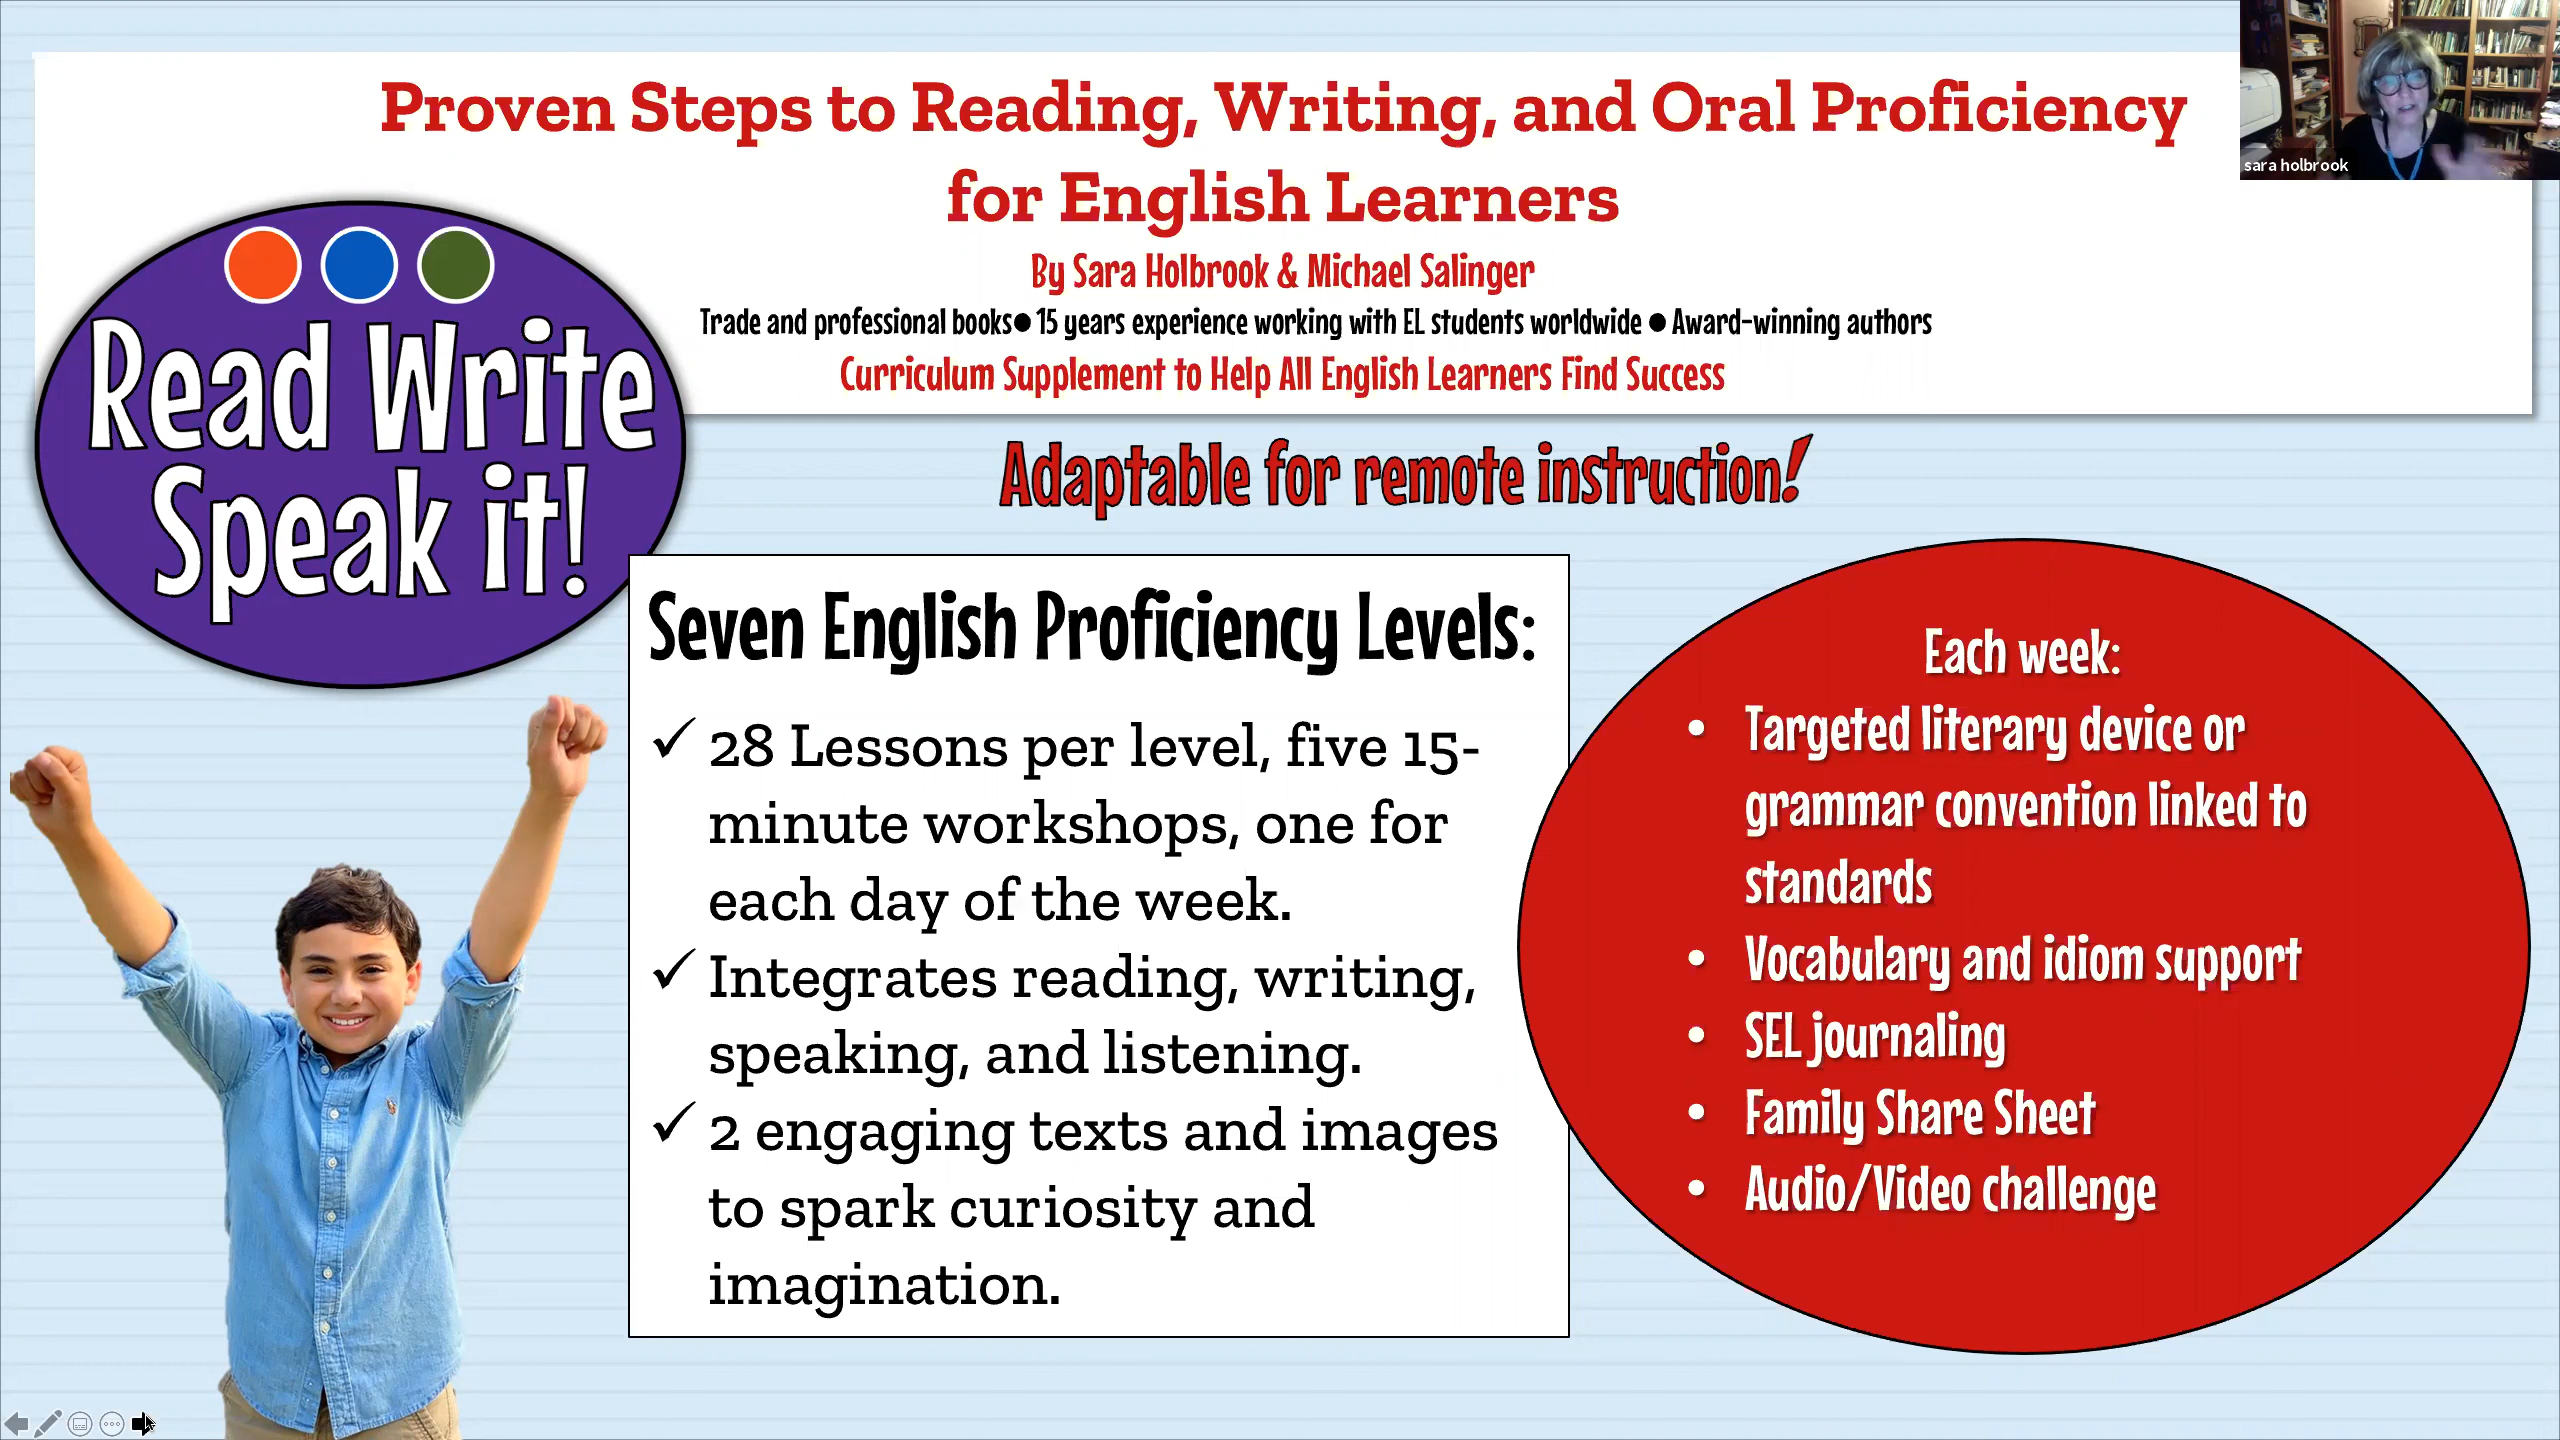 Proven Steps to Reading, Writing, and Oral Proficiency
for English Learners
By Sara Holbrook & Michael Salinger
Trade and professional books● 15 years experience working with EL students worldwide ● Award-winning authors
Curriculum Supplement to Help All English Learners Find Success
sara holbrook
Read Write
Speak it!
Adaptable for remote instruction!
Seven English Proficiency Levels:
✓ 28 Lessons per level, five 15-
minute workshops, one for
each day of the week.
✓ Integrates reading, writing,
speaking, and listening.
✓ 2 engaging texts and images
to spark curiosity and
imagination.
Each week:
• Targeted literary device or
grammar convention linked to
standards
• Vocabulary and idiom support
• SEL journaling
• Family Share Sheet
• Audio/Video challenge